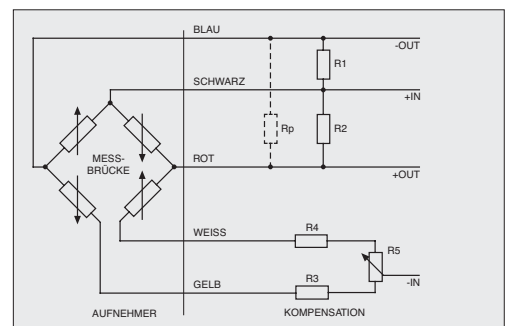 BLAU
-OUT
R1
SCHWARZ
+IN
Rp
R2
MESS-
BRÜCKE
ROT
+OUT
WEISS
R4
R5
-IN
GELB
R3
AUFNEHMER
KOMPENSATION